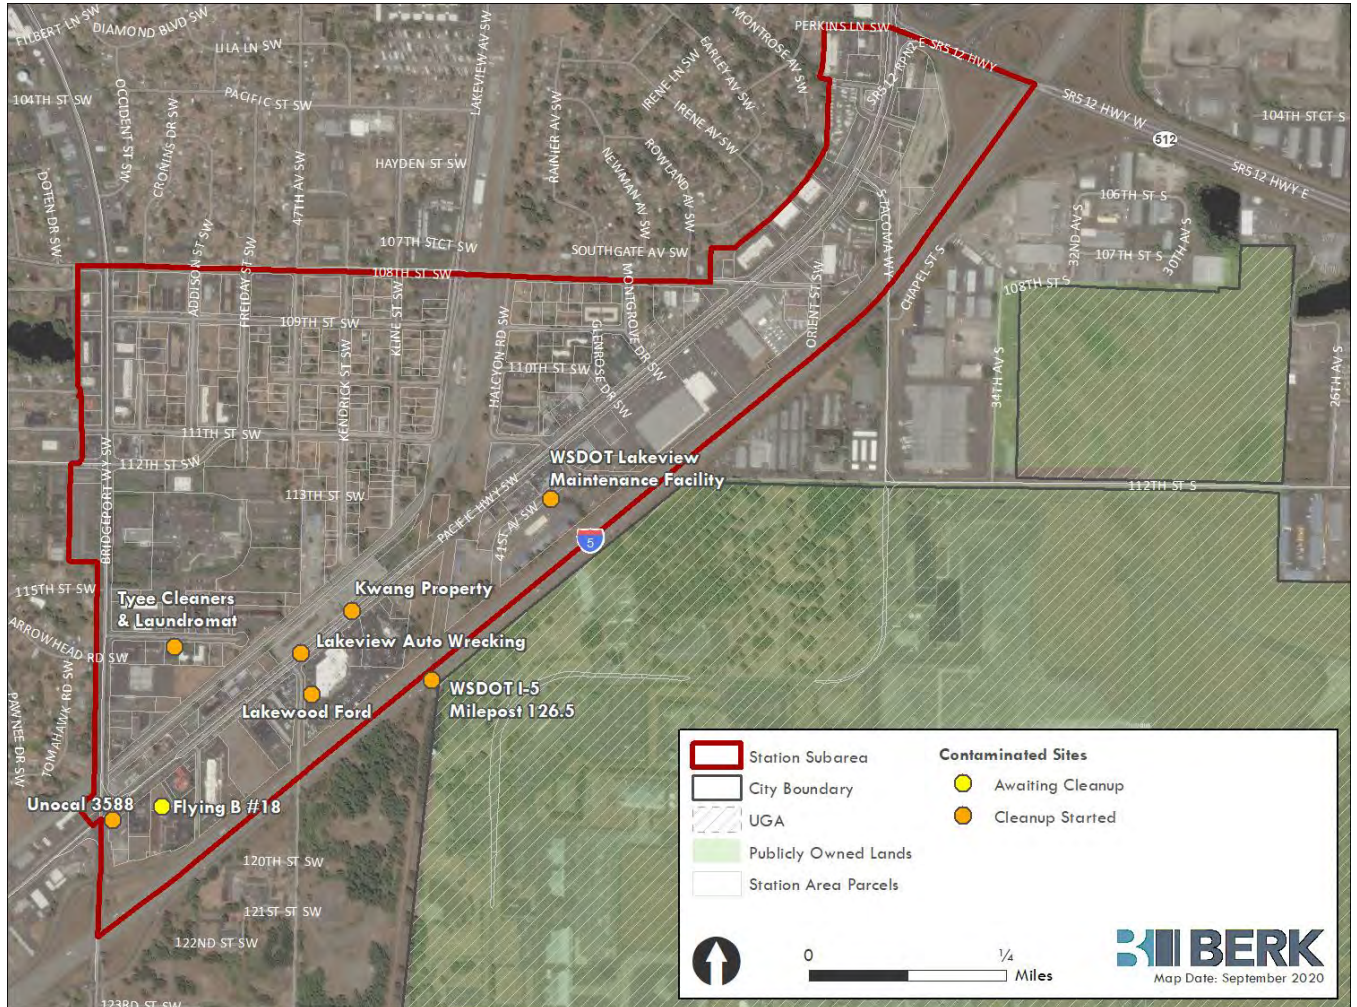 FILBERT LN SW
DIAMOND BLVD SW
LILA LN SW
LAKEVIEW AV SW
MONTROSE AV SW
PERKINS LN SW
E SR512 HWY
SR512 HWY W
512
SR512 HWY E
104TH STCT S
104TH ST SW
OCCIDENT ST SW
PACIFIC ST SW
CRONINS DR SW
EARLEY AV SW
IRENE LN SW
IRENE AV SW
RAINIER AV SW
ROWLAND AV SW
NEWMAN AV SW
HAYDEN ST SW
47TH AV SW
DOTEN DR SW
107TH STCT SW
SOUTHGATE AV SW
S TACOMA WY
CHAPEL ST S
106TH ST S
32ND AV S
30TH AV S
107TH ST S
108TH ST S
ADDISON ST SW
FREIDAY ST SW
108TH ST SW
109TH ST SW
KLINE ST SW
KENDRICK ST SW
HALCYON RD SW
110TH ST SW
GLENROSE DR SW
MONTGROVE DR SW
ORIENT ST SW
34TH AV S
26TH AV S
111TH ST SW
112TH ST SW
BRIDGEPORT WY SW
113TH ST SW
PACIFIC HWY SW
41ST AV SW
WSDOT Lakeview
Maintenance Facility
112TH ST S
5
115TH ST SW
ARROWHEAD RD SW
TOMAHAWK RD SW
PAWNEE DR SW
Tyee Cleaners
& Laundromat
Kwang Property
Lakeview Auto Wrecking
Lakewood Ford
WSDOT I-5
Milepost 126.5
Unocal 3588
Flying B #18
120TH ST SW
121ST ST SW
122ND ST SW
123RD ST SW
Station Subarea
City Boundary
UGA
Publicly Owned Lands
Station Area Parcels
Contaminated Sites
Awaiting Cleanup
Cleanup Started
0
¼
Miles
BERK
Map Date: September 2020